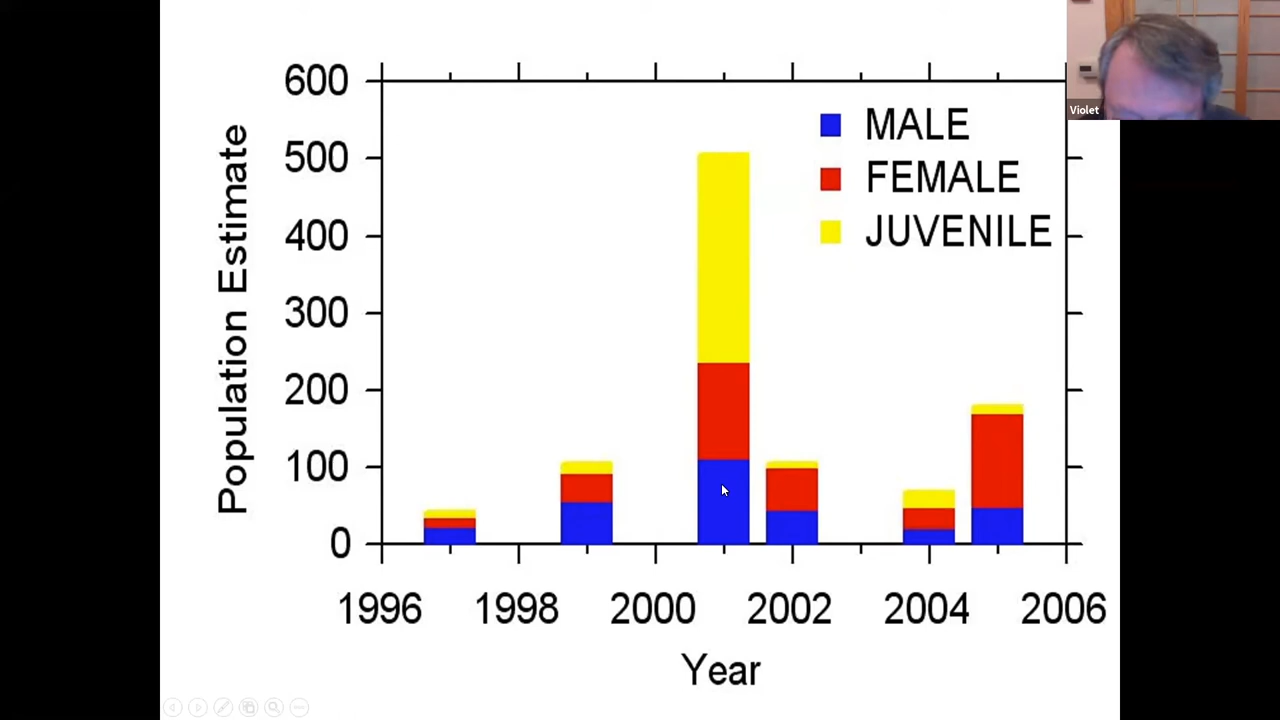 Violet
600
500
400
300
200
100
0
Population Estimate
MALE
FEMALE
JUVENILE
1996 1998 2000 2002 2004 2006
Year